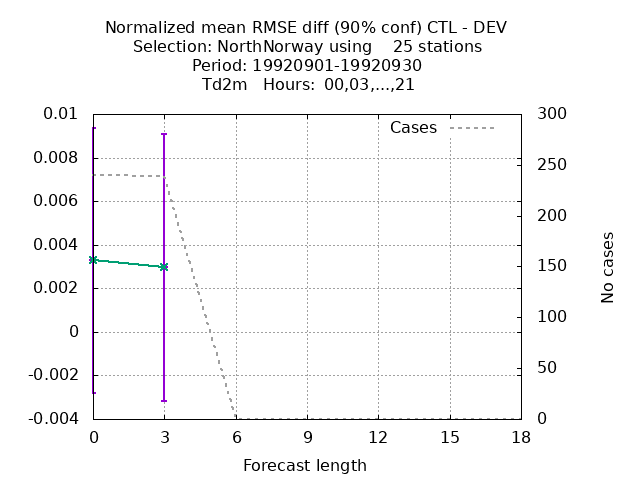 Normalized mean RMSE diff (90% conf) CTL - DEV
Selection: NorthNorway using    25 stations
Period: 19920901-19920930
Td2m   Hours:  00,03,...,21
Cases
0.01
0.008
0.006
0.004
0.002
0
-0.002
-0.004
300
250
200
150
100
50
0
No cases
0 3 6 9 12 15 18
Forecast length